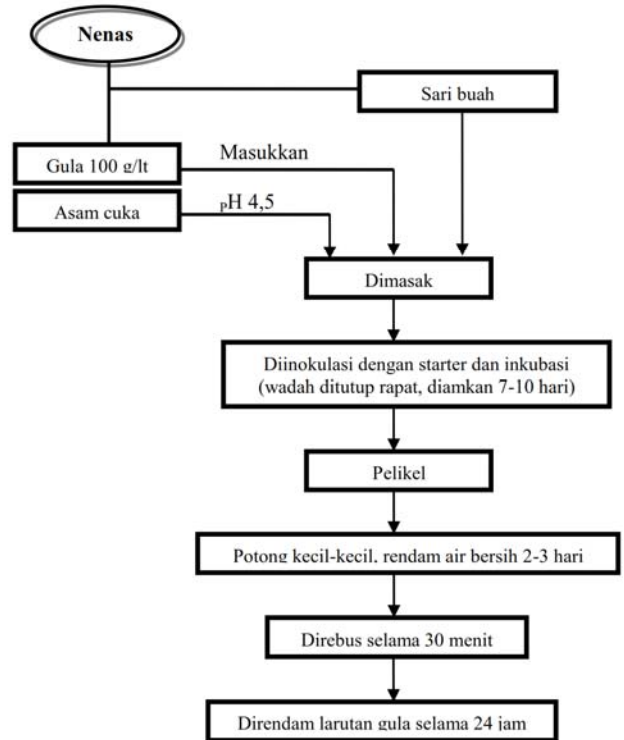 Nenas
Sari buah
Gula 100 g/lt
Masukkan
Asam cuka
pH 4,5
Dimasak
Diinokulasi dengan starter dan inkubasi
(wadah ditutup rapat, diamkan 7-10 hari)
Pelikel
Potong kecil-kecil, rendam air bersih 2-3 hari
Direbus selama 30 menit
Direndam larutan gula selama 24 jam